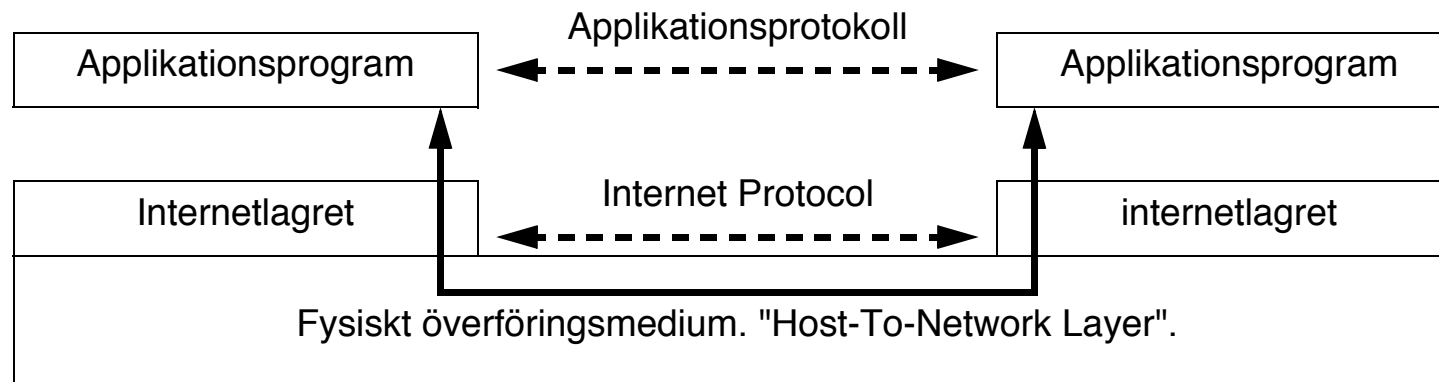 Applikationsprotokoll
Applikationsprogram
Applikationsprogram
Internet Protocol
Internetlagret
internetlagret
Fysiskt överföringsmedium. "Host-To-Network Layer".